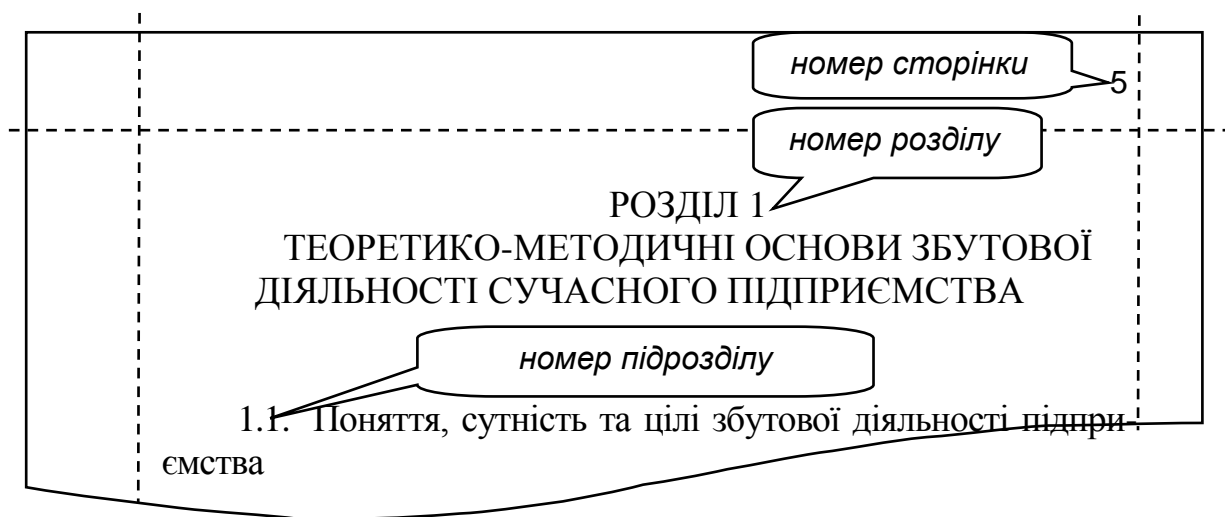 номер сторінки
5
номер розділу
РОЗДІЛ 1
ТЕОРЕТИКО-МЕТОДИЧНІ ОСНОВИ ЗБУТОВОЇ
ДІЯЛЬНОСТІ СУЧАСНОГО ПІДПРИЄМСТВА
номер підрозділу
1.1. Поняття, сутність та цілі збутової діяльності підпри-
ємства